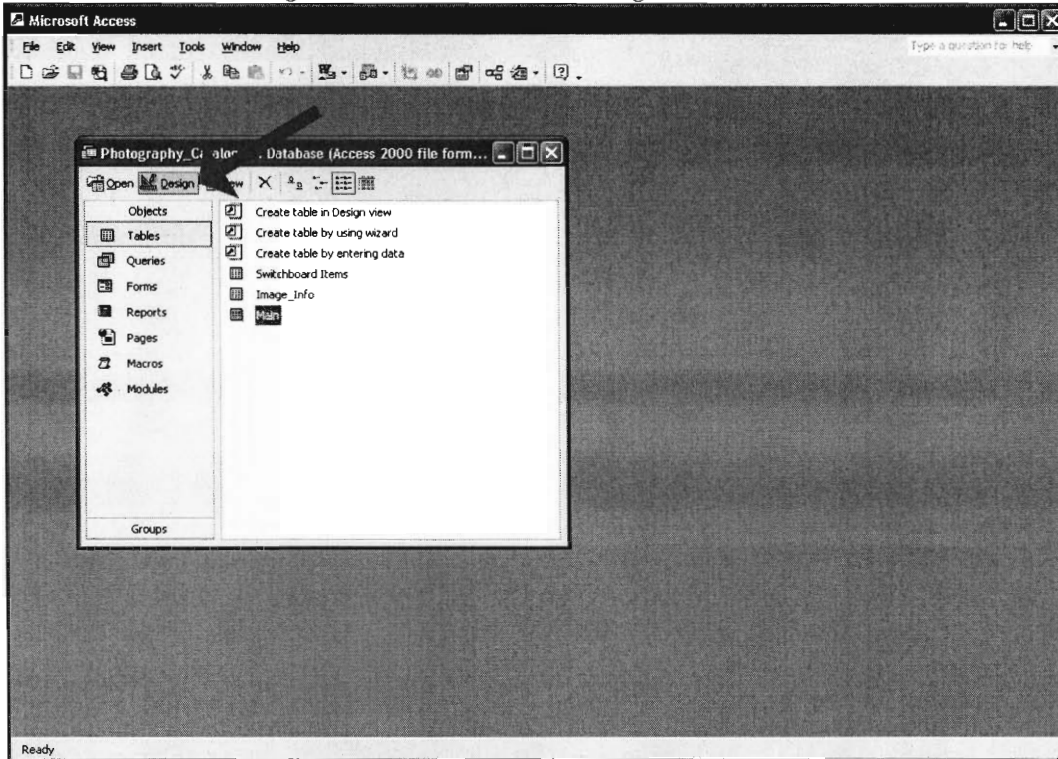 Microsoft Access
File Edit View Insert Tools Window Help
Type a question for help
Photography_C alo . Database (Access 2000 file form...
Open Design ew
Objects
Tables
Queries
Forms
Reports
Pages
Macros
Modules
Groups
Create table in Design view
Create table by using wizard
Create table by entering data
Switchboard Items
Image_Info
Main
Ready